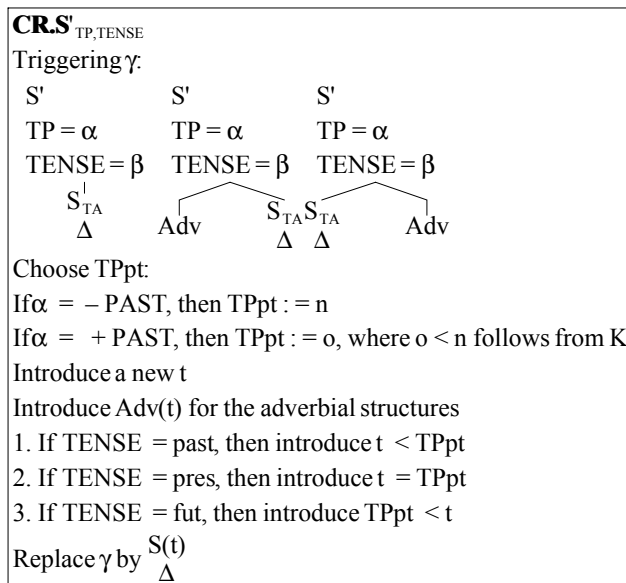 CR.S'TP,TENSE
Triggering γ:
S' S' S'
TP = α TP = α TP = α
TENSE = β TENSE = β TENSE = β
STA Adv STA STA Adv
Δ Δ Δ
Choose TPpt:
Ifα = – PAST, then TPpt : = n
Ifα = + PAST, then TPpt : = o, where o < n follows from K
Introduce a new t
Introduce Adv(t) for the adverbial structures
1. If TENSE = past, then introduce t < TPpt
2. If TENSE = pres, then introduce t = TPpt
3. If TENSE = fut, then introduce TPpt < t
Replace γ by S(t)
Δ